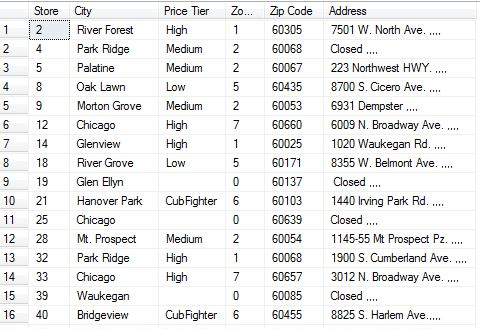 Store City Price Tier Zo... Zip Code Address
1 2 River Forest High 1 60305 7501 W. North Ave. ,,,,
2 4 Park Ridge Medium 2 60068 Closed ,,,,
3 5 Palatine Medium 2 60067 223 Northwest HWY. ,,,,
4 8 Oak Lawn Low 5 60435 8700 S. Cicero Ave. ,,,,
5 9 Morton Grove Medium 2 60053 6931 Dempster ,,,,
6 12 Chicago High 7 60660 6009 N. Broadway Ave. ,,,,
7 14 Glenview High 1 60025 1020 Waukegan Rd. ,,,,
8 18 River Grove Low 5 60171 8355 W. Belmont Ave. ,,,,
9 19 Glen Ellyn 0 60137 Closed ,,,,
10 21 Hanover Park CubFighter 6 60103 1440 Irving Park Rd. ,,,,
11 25 Chicago 0 60639 Closed ,,,,
12 28 Mt. Prospect Medium 2 60054 1145-55 Mt Prospect Pz. ,,,,
13 32 Park Ridge High 1 60068 1900 S. Cumberland Ave. ,,,,
14 33 Chicago High 7 60657 3012 N. Broadway Ave. ,,,,
15 39 Waukegan 0 60085 Closed ,,,,
16 40 Bridgeview CubFighter 6 60455 8825 S. Harlem Ave.,,,,